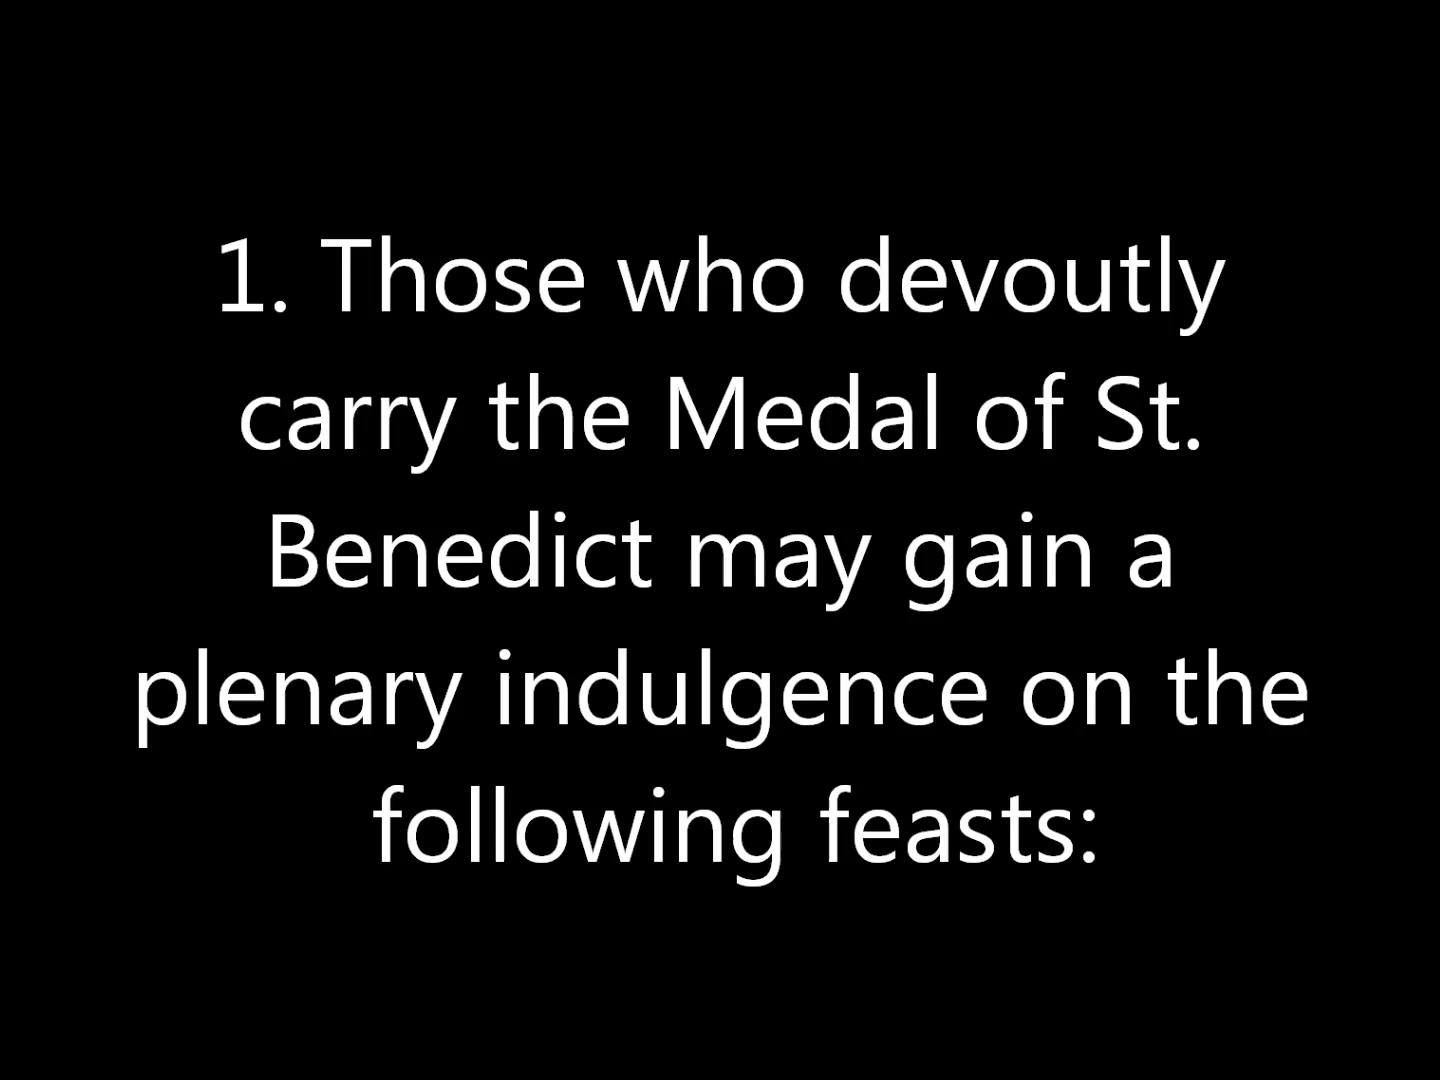 1. Those who devoutly
carry the Medal of St.
Benedict may gain a
plenary indulgence on the
following feasts: